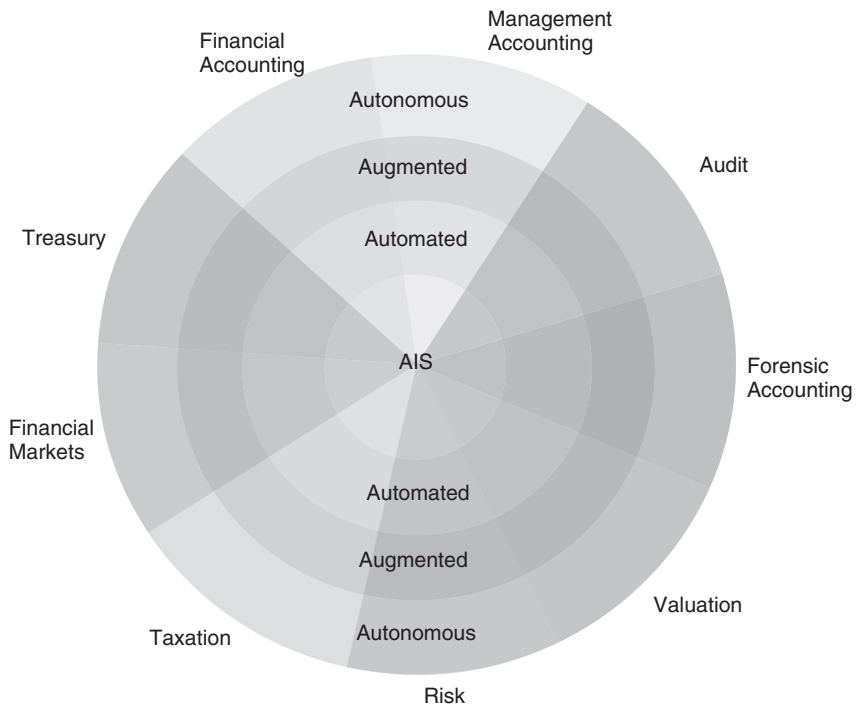 Management
Accounting
Financial
Accounting
Autonomous
Augmented
Audit
Automated
Treasury
AIS
Forensic
Accounting
Financial
Markets
Automated
Augmented
Valuation
Autonomous
Taxation
Risk